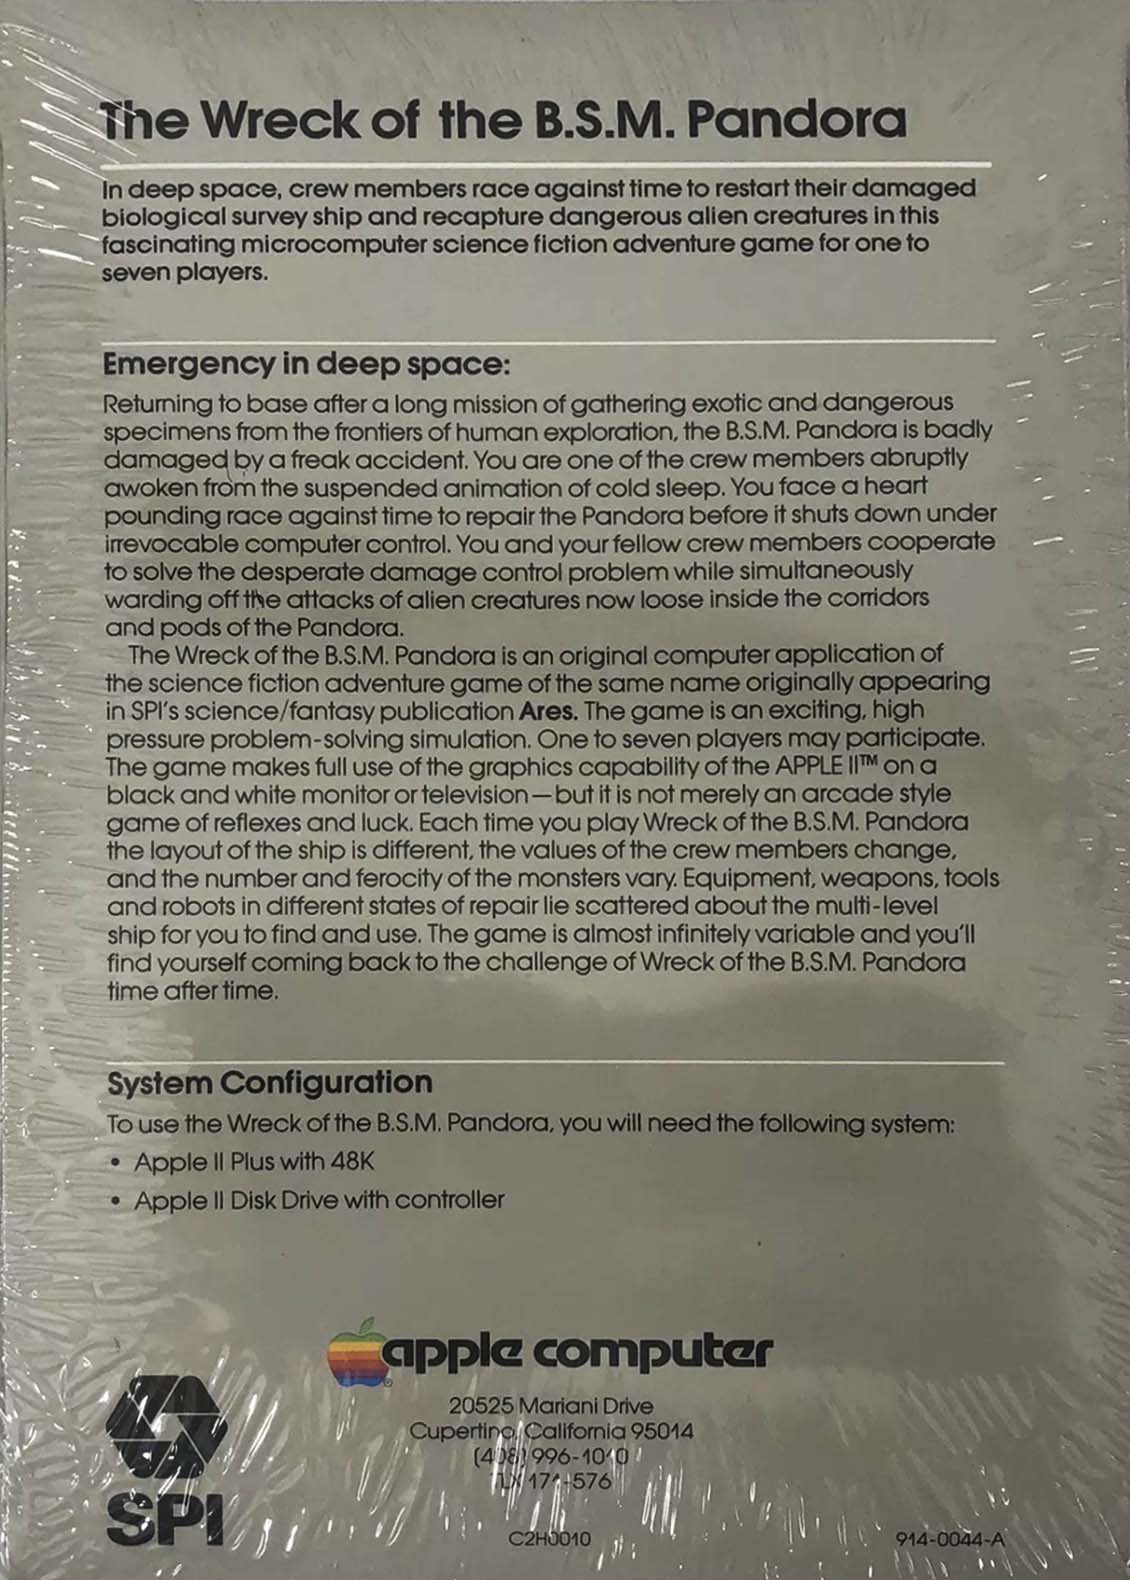 The Wreck of the B.S.M. Pandora
In deep space, crew members race against time to restart their damaged
biological survey ship and recapture dangerous alien creatures in this
fascinating microcomputer science fiction adventure game for one to
seven players.
Emergency in deep space:
Returning to base after a long mission of gathering exotic and dangerous
specimens from the frontiers of human exploration, the B.S.M. Pandora is badly
damaged by a freak accident. You are one of the crew members abruptly
awoken from the suspended animation of cold sleep. You face a heart
pounding race against time to repair the Pandora before it shuts down under
irrevocable computer control. You and your fellow crew members cooperate
to solve the desperate damage control problem while simultaneously
warding off the attacks of alien creatures now loose inside the corridors
and pods of the Pandora.
The Wreck of the B.S.M. Pandora is an original computer application of
the science fiction adventure game of the same name originally appearing
in SPI's science/fantasy publication Ares. The game is an exciting, high
pressure problem-solving simulation. One to seven players may participate.
The game makes full use of the graphics capability of the APPLE II™ on a
black and white monitor or television—but it is not merely an arcade style
game of reflexes and luck. Each time you play Wreck of the B.S.M. Pandora
the layout of the ship is different, the values of the crew members change,
and the number and ferocity of the monsters vary. Equipment, weapons, tools
and robots in different states of repair lie scattered about the multi-level
ship for you to find and use. The game is almost infinitely variable and you'll
find yourself coming back to the challenge of Wreck of the B.S.M. Pandora
time after time.
System Configuration
To use the Wreck of the B.S.M. Pandora, you will need the following system:
• Apple II Plus with 48K
• Apple II Disk Drive with controller
apple computer
®
20525 Mariani Drive
Cupertino, California 95014
(408) 996-1010
TLX 171-576
SPI
C2H0010
914-0044-A